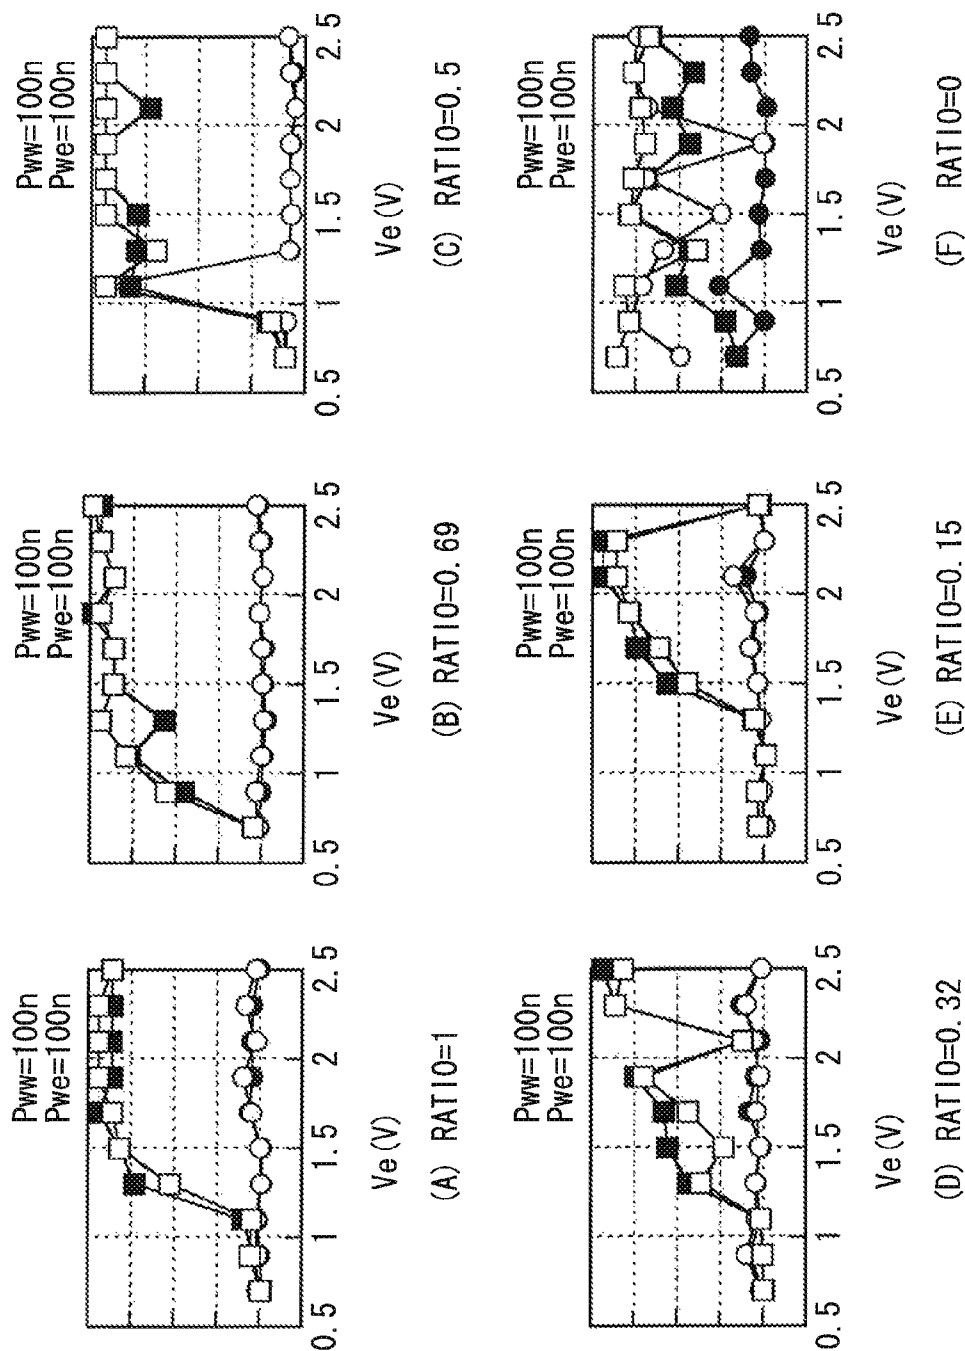 Pww=100n
Pwe=100n
0.5 1 1.5 2 2.5
Ve(V)
(A) RATIO=1
Pww=100n
Pwe=100n
0.5 1 1.5 2 2.5
Ve(V)
(B) RATIO=0.69
Pww=100n
Pwe=100n
0.5 1 1.5 2 2.5
Ve(V)
(C) RATIO=0.5
Pww=100n
Pwe=100n
0.5 1 1.5 2 2.5
Ve(V)
(D) RATIO=0.32
Pww=100n
Pwe=100n
0.5 1 1.5 2 2.5
Ve(V)
(E) RATIO=0.15
Pww=100n
Pwe=100n
0.5 1 1.5 2 2.5
Ve(V)
(F) RATIO=0